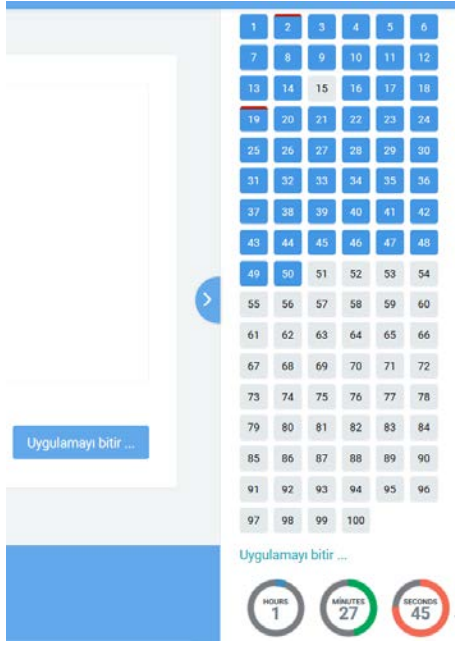 1 2 3 4 5 6
7 8 9 10 11 12
13 14 15 16 17 18
19 20 21 22 23 24
25 26 27 28 29 30
31 32 33 34 35 36
37 38 39 40 41 42
43 44 45 46 47 48
49 50 51 52 53 54
55 56 57 58 59 60
61 62 63 64 65 66
67 68 69 70 71 72
73 74 75 76 77 78
79 80 81 82 83 84
Uygulamayı bitir ...
85 86 87 88 89 90
91 92 93 94 95 96
97 98 99 100
Uygulamayı bitir ...
HOURS MİNUTES SECONDS
1 27 45